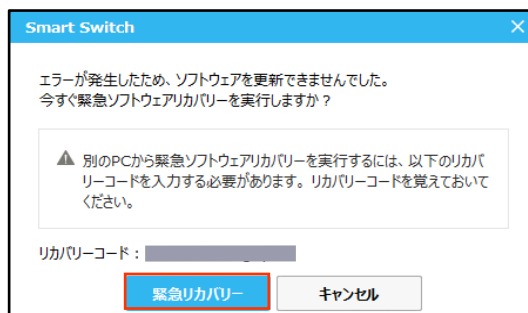 Smart Switch
エラーが発生したため、ソフトウェアを更新できませんでした。
今すぐ緊急ソフトウェアリカバリーを実行しますか？
別のPCから緊急ソフトウェアリカバリーを実行するには、以下のリカバ
リーコードを入力する必要があります。リカバリーコードを覚えておいて
ください。
リカバリーコード：
緊急リカバリー キャンセル